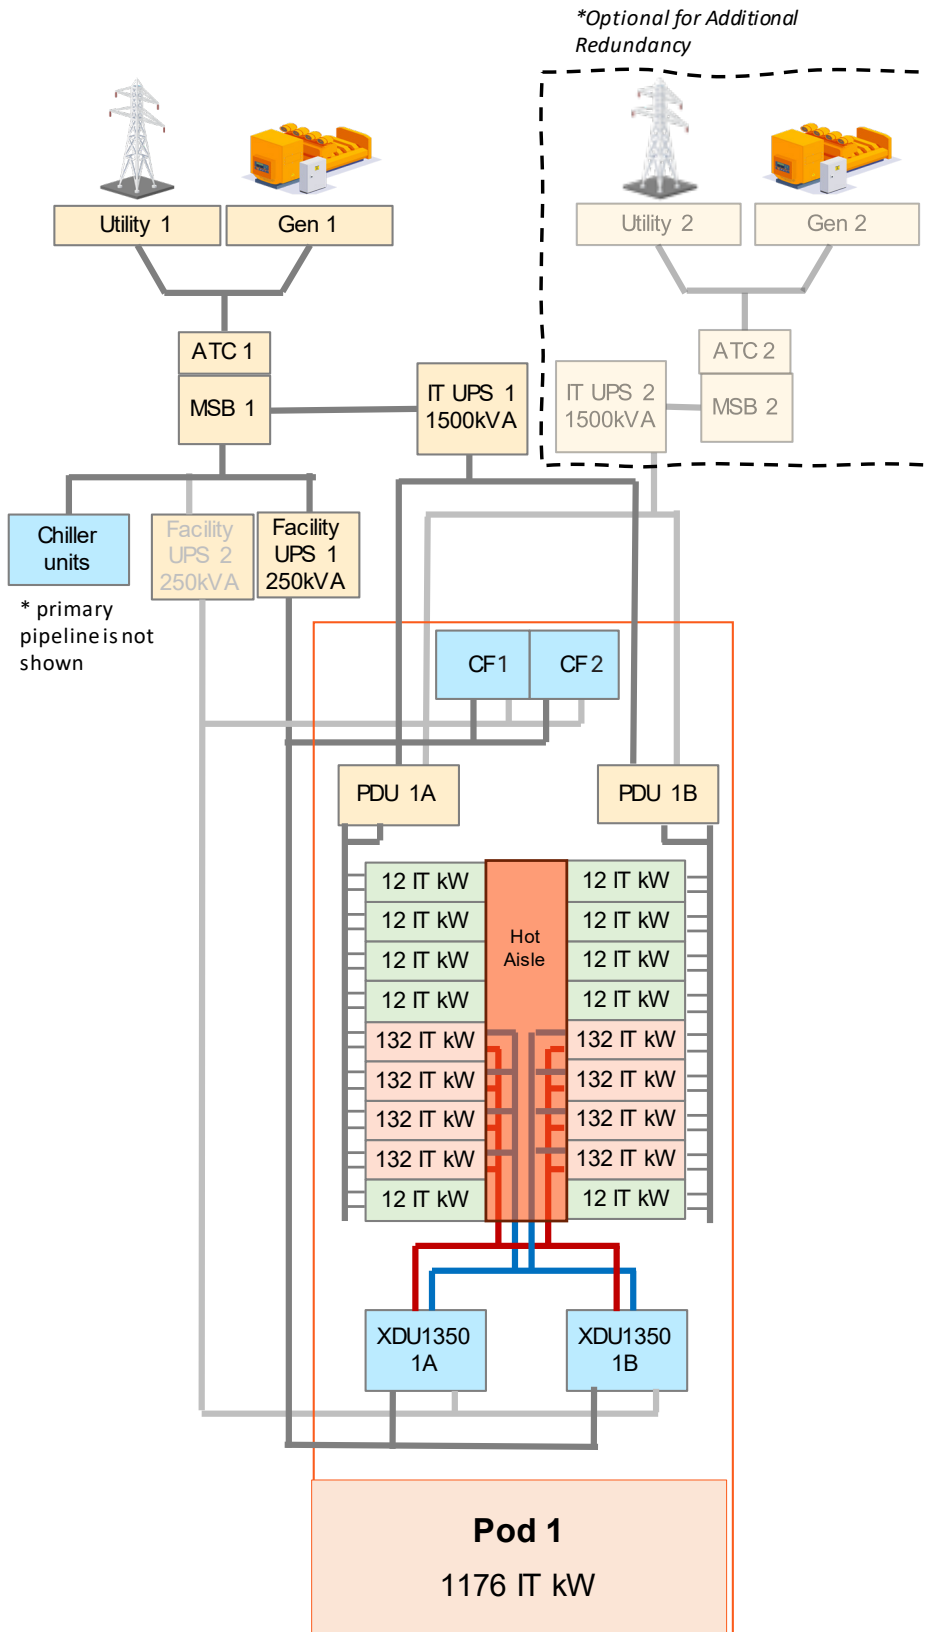 *Optional for Additional
Redundancy
Utility 1
Gen 1
Utility 2
Gen 2
ATC 1
MSB 1
IT UPS 1
1500kVA
IT UPS 2
1500kVA
ATC 2
MSB 2
Chiller
units
Facility
UPS 2
250kVA
Facility
UPS 1
250kVA
* primary
pipeline is not
shown
CF1
CF2
PDU 1A
PDU 1B
12 IT kW
12 IT kW
12 IT kW
12 IT kW
132 IT kW
132 IT kW
132 IT kW
132 IT kW
12 IT kW
Hot
Aisle
12 IT kW
12 IT kW
12 IT kW
12 IT kW
132 IT kW
132 IT kW
132 IT kW
132 IT kW
12 IT kW
XDU1350
1A
XDU1350
1B
Pod 1
1176 IT kW